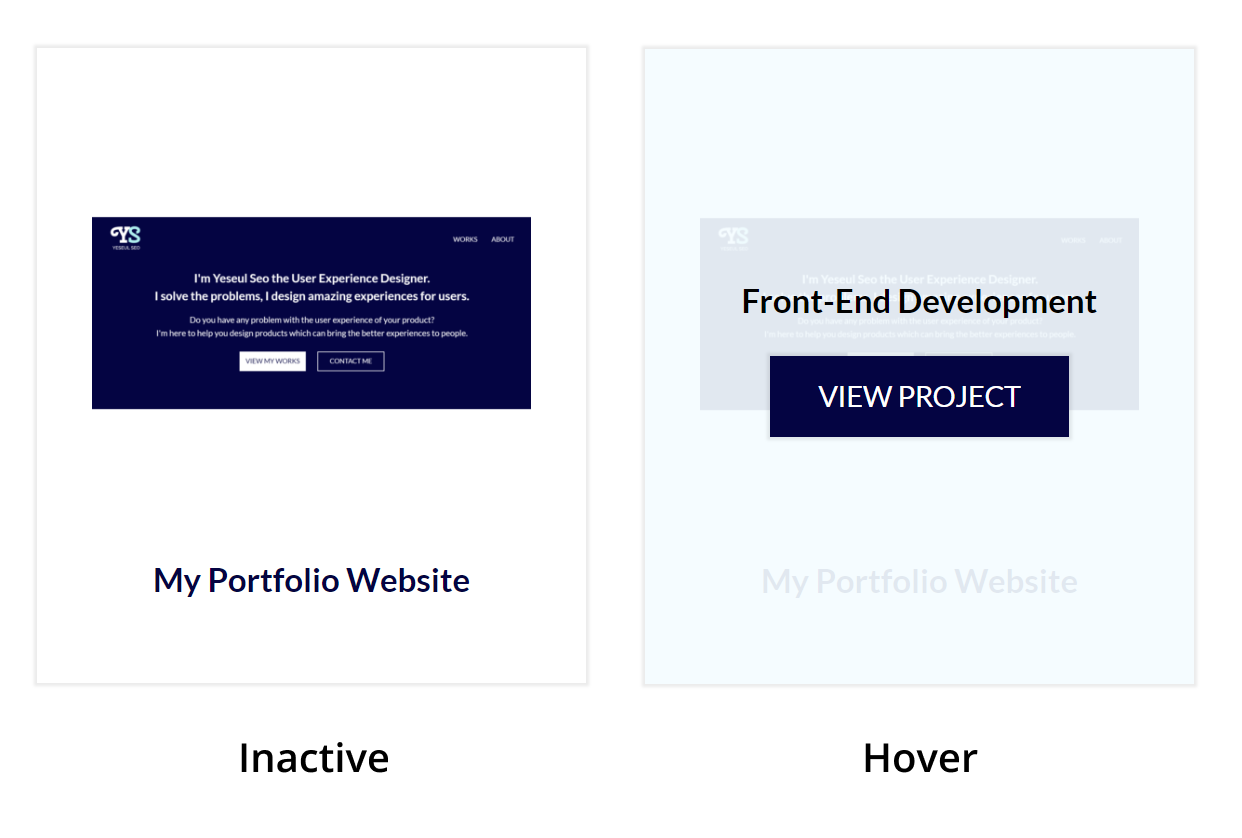 YS
YESEUL SEO
WORKS ABOUT
I'm Yeseul Seo the User Experience Designer.
I solve the problems, I design amazing experiences for users.
Do you have any problem with the user experience of your product?
I'm here to help you design products which can bring the better experiences to people.
VIEW MY WORKS CONTACT ME
My Portfolio Website
Inactive
YS
YESEUL SEO
WORKS ABOUT
I'm Yeseul Seo the User Experience Designer.
Front-End Development
I'm here to help you design products which can bring the better experiences to people.
VIEW PROJECT
My Portfolio Website
Hover